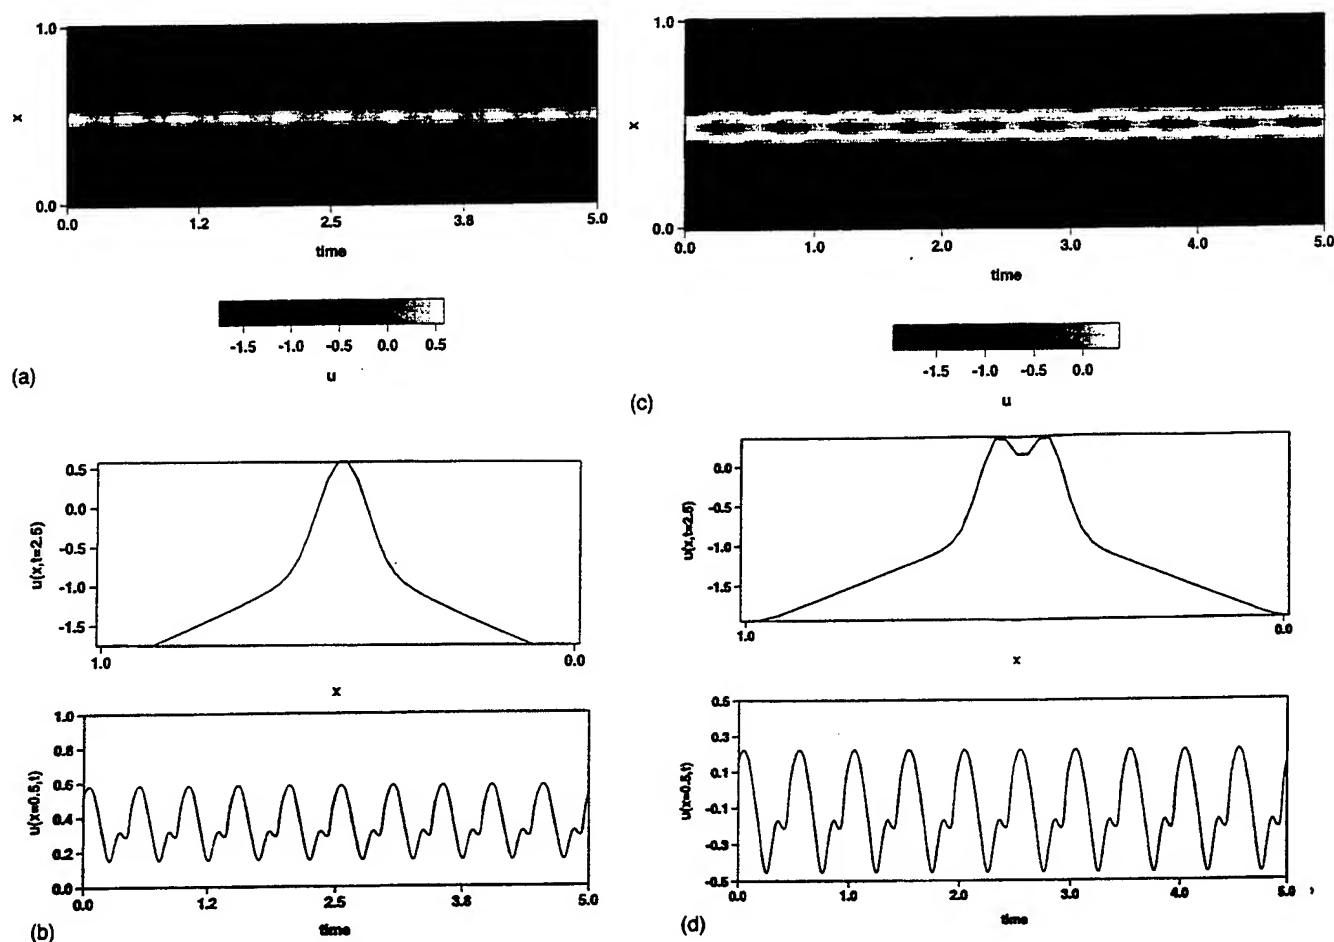 1.0
x
0.0
0.0 1.2 2.5 3.8 5.0
time
-1.5 -1.0 -0.5 0.0 0.5
u
(a)
1.0
x
0.0
0.0 1.0 2.0 3.0 4.0 5.0
time
-1.5 -1.0 -0.5 0.0
u
(c)
u(x,t=2.5)
0.5
0.0
-0.5
-1.0
-1.5
1.0 0.0
x
u(x=0.5,t)
1.0
0.8
0.6
0.4
0.2
0.0
0.0 1.2 2.5 3.8 5.0
time
(b)
u(x,t=2.5)
0.0
-0.5
-1.0
-1.5
1.0 0.0
x
u(x=0.5,t)
0.5
0.3
0.1
-0.1
-0.3
-0.5
0.0 1.0 2.0 3.0 4.0 5.0
time
(d)